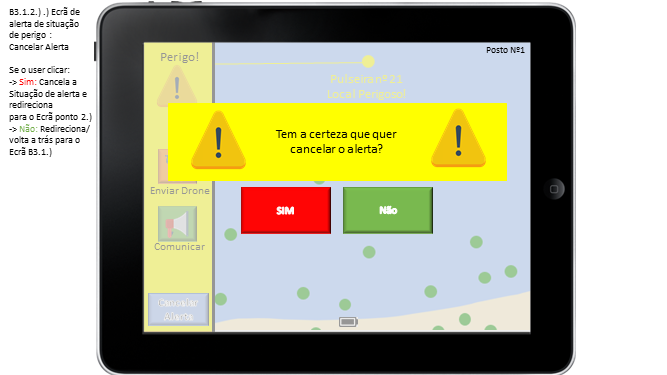 B3.1.2.) .) Ecrã de
alerta de situação
de perigo :
Cancelar Alerta
Se o user clicar:
-> Sim: Cancela a
Situação de alerta e
redireciona
para o Ecrã ponto 2.)
-> Não: Redireciona/
volta a trás para o
Ecrã B3.1.)
Posto Nº1
Perigo!
Pulseira nº21
Local Perigoso!
Tem a certeza que quer
cancelar o alerta?
SIM
Não
Enviar Drone
Comunicar
Cancelar
Alerta